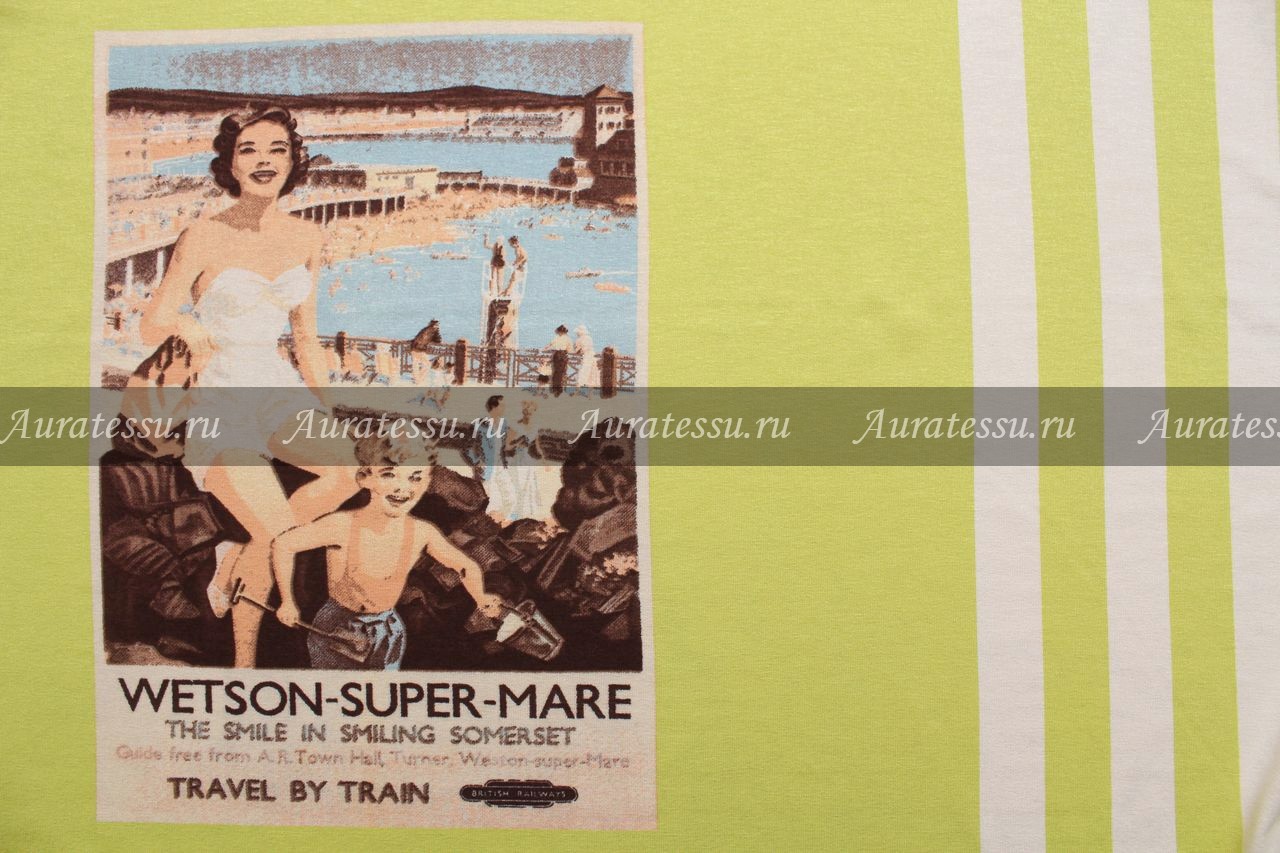 Auratessu.ru Auratessu.ru Auratessu.ru Auratessu.ru Auratess
WETSON-SUPER-MARE
THE SMILE IN SMILING SOMERSET
Guide free from A.R. Town Hall, Turner, Weston-super-Mare
TRAVEL BY TRAIN BRITISH RAILWAYS